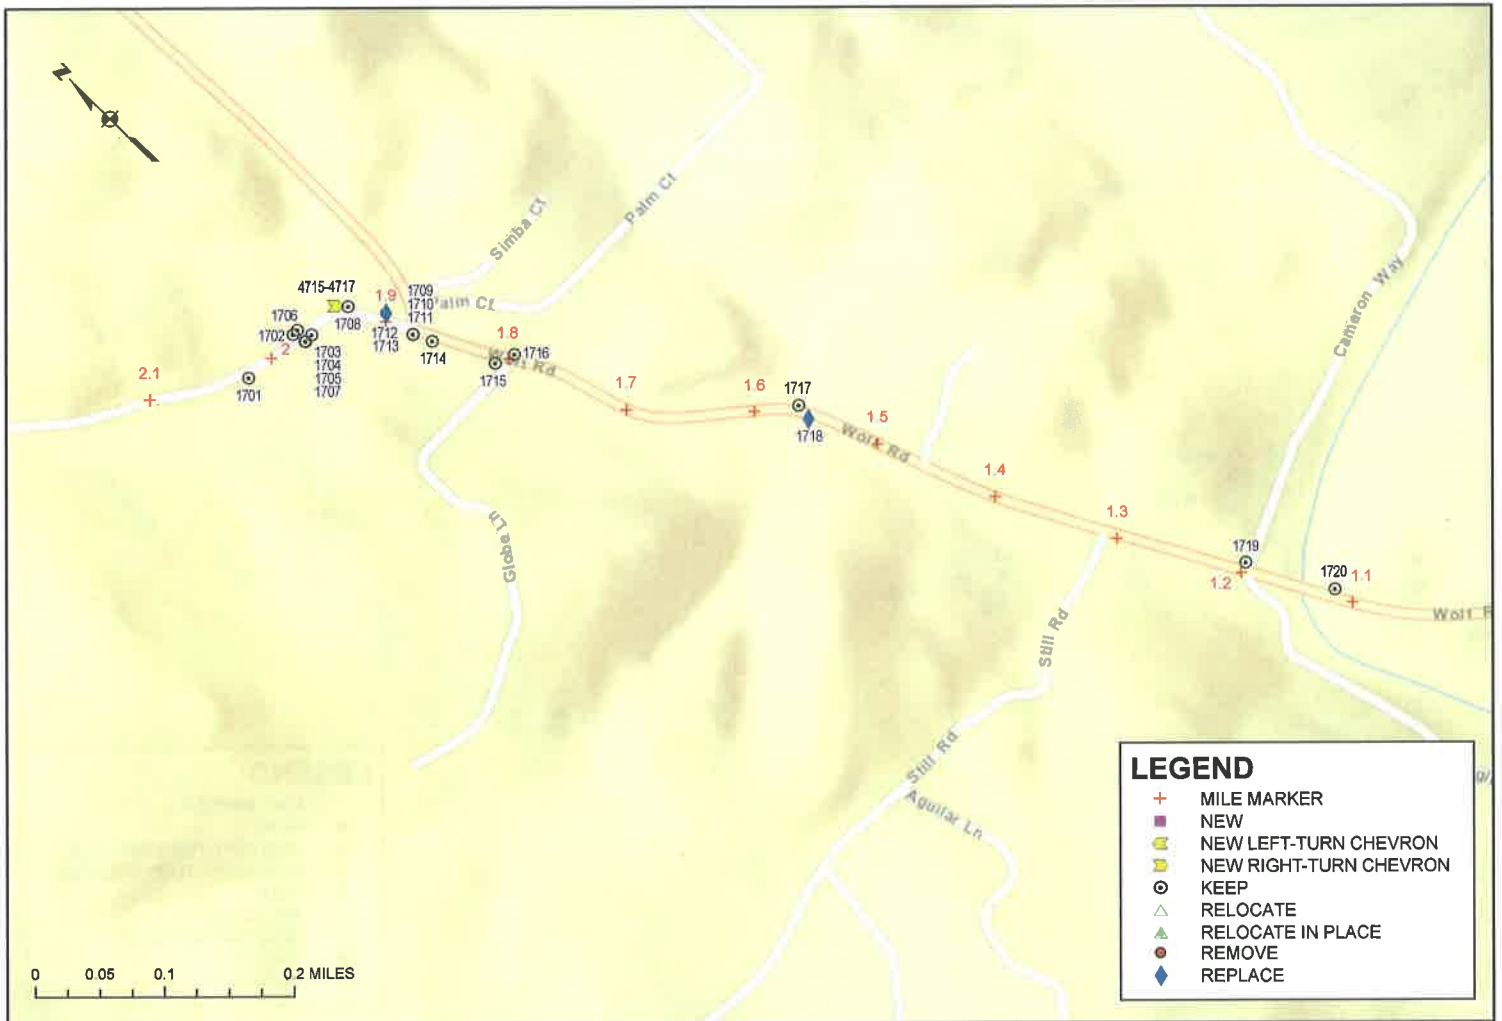 N
Simba Ct
Palm Ct
Palm Ct
Cameron Way
4715-4717
1.9
1709
1710
1711
1706
1702
1708
1712
1713
1714
1.8
1716
1715
2
1703
1704
1705
1707
1701
2.1
1.7
1.6
1717
1718
1.5
Wolf Rd
1.4
1.3
1719
1.2
1720
1.1
Globe Ln
Still Rd
Still Rd
Aguilar Ln
LEGEND
MILE MARKER
NEW
NEW LEFT-TURN CHEVRON
NEW RIGHT-TURN CHEVRON
KEEP
RELOCATE
RELOCATE IN PLACE
REMOVE
REPLACE
0 0.05 0.1 0.2 MILES